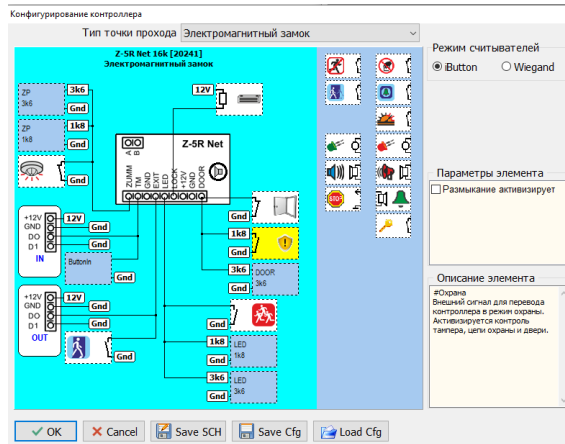 Конфигурирование контроллера
Тип точки прохода Электромагнитный замок
Z-5R Net 16k [20241]
Электромагнитный замок
ZP
3k6
3k6
Gnd
ZP
1k8
1k8
Gnd
Gnd
12V
A
B
Z-5R Net
ZUMM
TM
GND
EXIT
LED
LOCK
+12V
GND
DOOR
+12V
GND
DO
D1
IN
12V
Gnd
Gnd
ButtonIn
Gnd
+12V
GND
DO
D1
OUT
12V
Gnd
Gnd
Gnd
Gnd
1k8
Gnd
3k6
DOOR
3k6
Gnd
Gnd
1k8
LED
1k8
Gnd
3k6
LED
3k6
Gnd
STOP
Режим считывателей
iButton
Wiegand
Параметры элемента
Размыкание активизирует
Описание элемента
#Охрана
Внешний сигнал для перевода
контроллера в режим охраны.
Активизируется контроль
тампера, цепи охраны и двери.
OK
Cancel
Save SCH
Save Cfg
Load Cfg